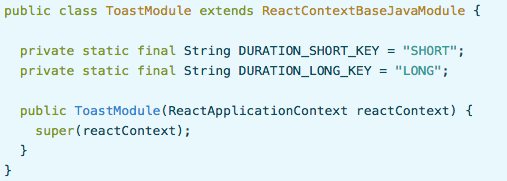 public class ToastModule extends ReactContextBaseJavaModule {
private static final String DURATION_SHORT_KEY = "SHORT";
private static final String DURATION_LONG_KEY = "LONG";
public ToastModule(ReactApplicationContext reactContext) {
super(reactContext);
}
}